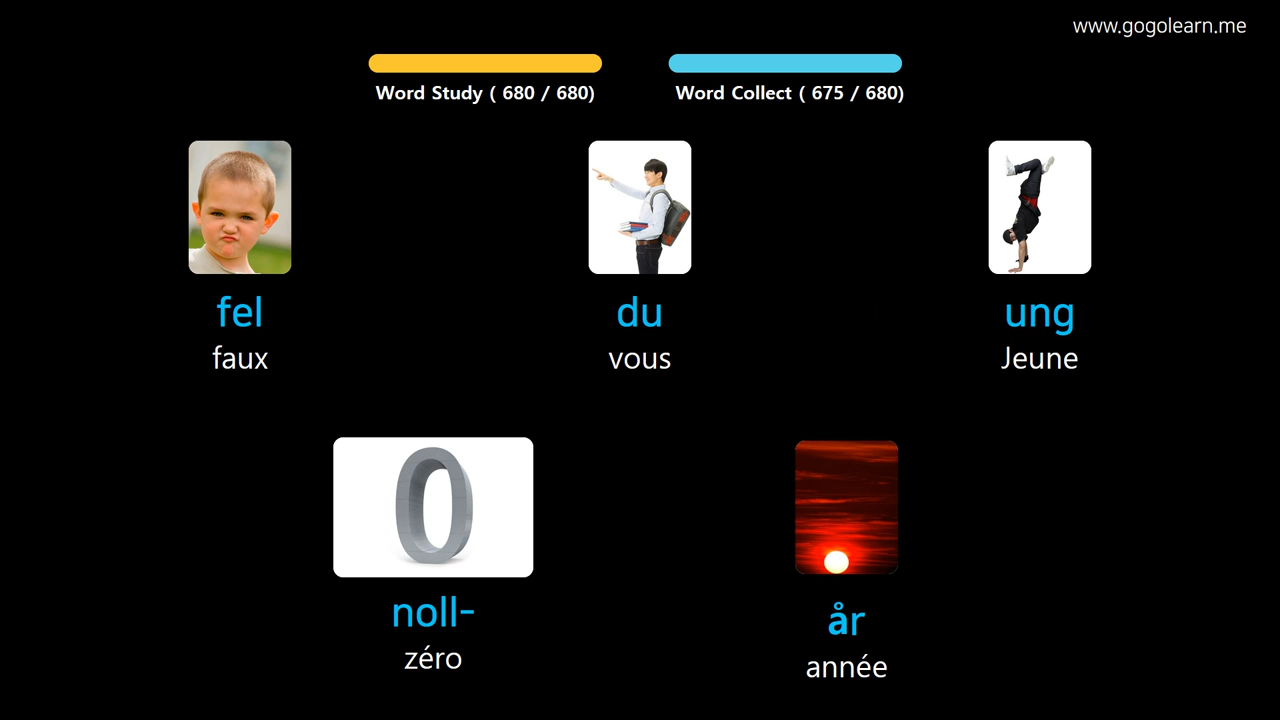 www.gogolearn.me
Word Study ( 680 / 680)
Word Collect ( 675 / 680)
fel
faux
du
vous
ung
Jeune
0
noll-
zéro
år
année